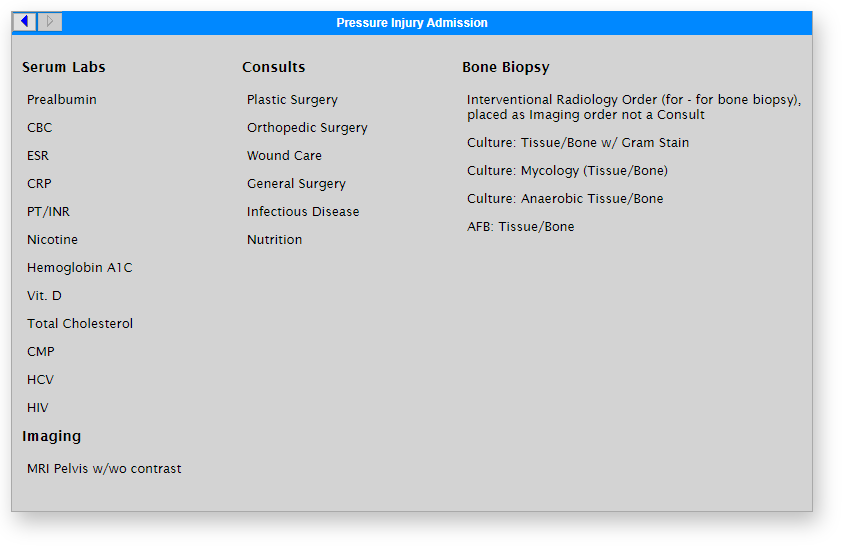 Pressure Injury Admission
Serum Labs
Prealbumin
CBC
ESR
CRP
PT/INR
Nicotine
Hemoglobin A1C
Vit. D
Total Cholesterol
CMP
HCV
HIV
Imaging
MRI Pelvis w/wo contrast
Consults
Plastic Surgery
Orthopedic Surgery
Wound Care
General Surgery
Infectious Disease
Nutrition
Bone Biopsy
Interventional Radiology Order (for - for bone biopsy),
placed as Imaging order not a Consult
Culture: Tissue/Bone w/ Gram Stain
Culture: Mycology (Tissue/Bone)
Culture: Anaerobic Tissue/Bone
AFB: Tissue/Bone